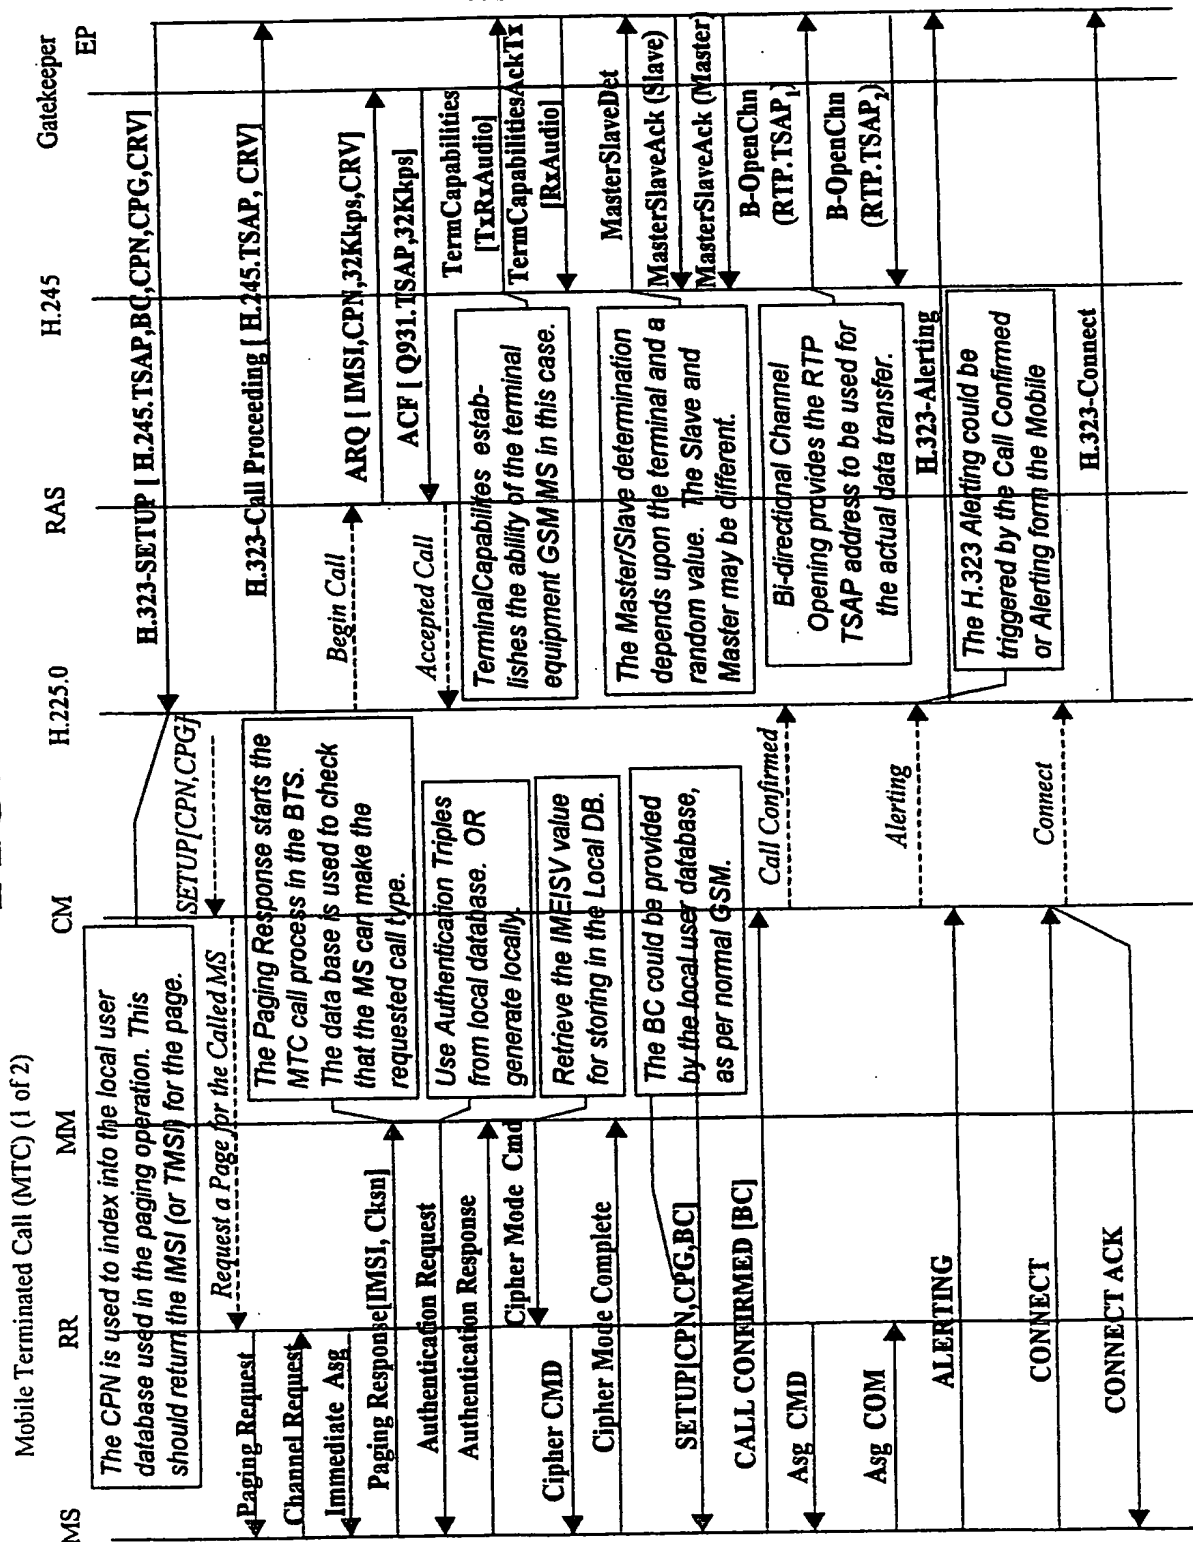 Mobile Terminated Call (MTC) (1 of 2)
MS
RR
MM
CM
H.225.0
RAS
H.245
Gatekeeper
EP
The CPN is used to index into the local user
database used in the paging operation. This
should return the IMSI (or TMSI) for the page.
H.323-SETUP [ H.245.TSAP,BC,CPN,CPG,CRV]
SETUP[CPN,CPG]
Request a Page for the Called MS
Paging Request
H.323-Call Proceeding [ H.245.TSAP, CRV]
Channel Request
Immediate Asg
Begin Call
ARQ [ IMSI,CPN,32Kkps,CRV]
Paging Response[IMSI, Cksn]
The Paging Response starts the
MTC call process in the BTS.
The data base is used to check
that the MS can make the
requested call type.
Accepted Call
ACF [ Q931.TSAP,32Kkps]
Authentication Request
Authentication Response
Use Authentication Triples
from local database. OR
generate locally.
TermCapabilities
[TxRxAudio]
TermCapabilitiesAckTx
[RxAudio]
TerminalCapabilites estab-
lishes the ability of the terminal
equipment GSM MS in this case.
Cipher Mode Cmd
Cipher CMD
Cipher Mode Complete
Retrieve the IMEISV value
for storing in the Local DB.
MasterSlaveDet
MasterSlaveAck (Slave)
MasterSlaveAck (Master)
The Master/Slave determination
depends upon the terminal and a
random value. The Slave and
Master may be different.
SETUP[CPN,CPG,BC]
The BC could be provided
by the local user database,
as per normal GSM.
CALL CONFIRMED [BC]
Call Confirmed
B-OpenChn
(RTP.TSAP1)
B-OpenChn
(RTP.TSAP2)
Bi-directional Channel
Opening provides the RTP
TSAP address to be used for
the actual data transfer.
Asg CMD
Asg COM
Alerting
H.323-Alerting
ALERTING
The H.323 Alerting could be
triggered by the Call Confirmed
or Alerting form the Mobile
CONNECT
Connect
H.323-Connect
CONNECT ACK